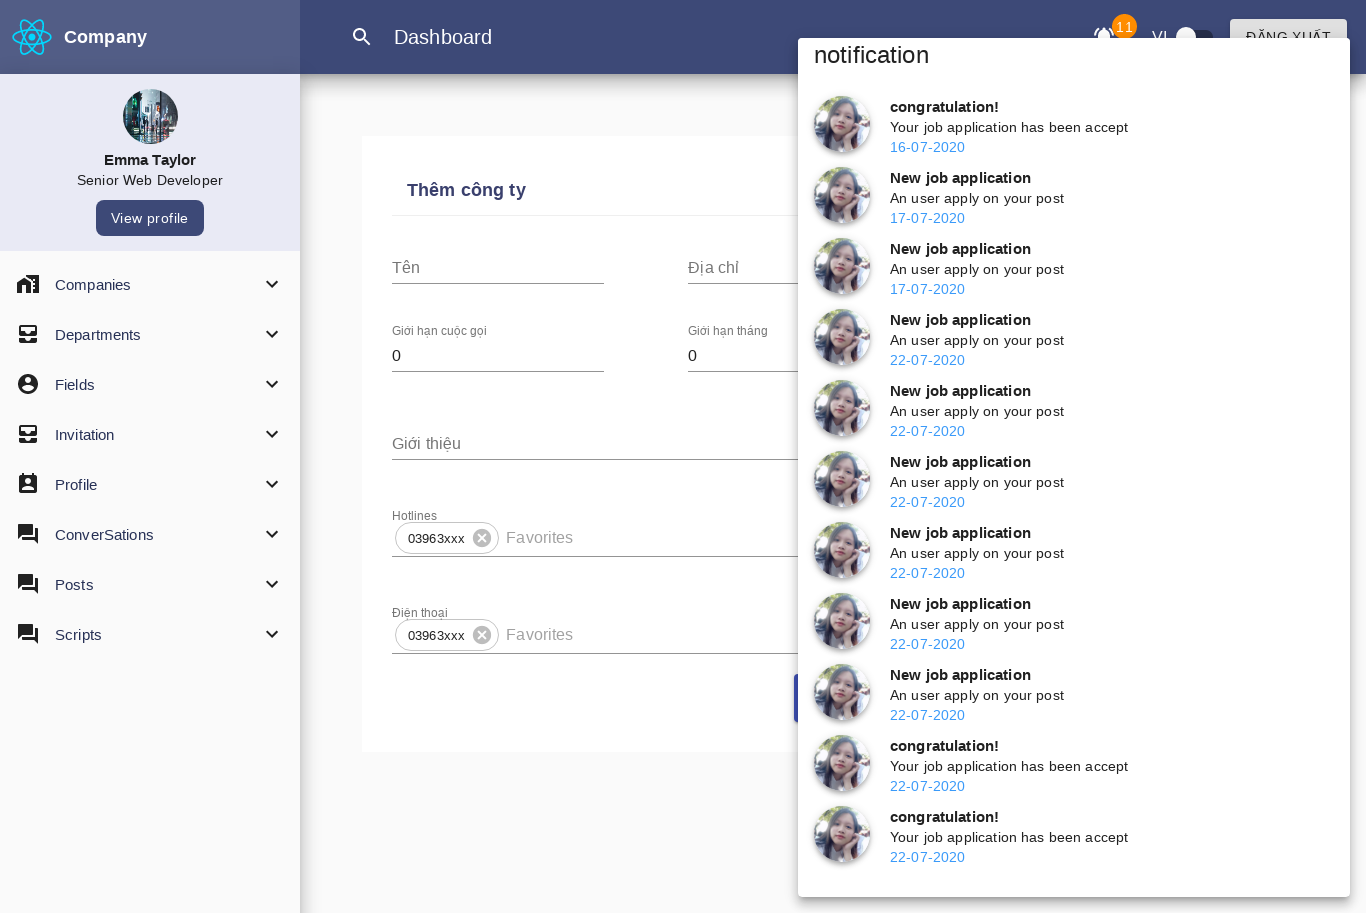 Company
Dashboard
11
VI
ĐĂNG XUẤT
Emma Taylor
Senior Web Developer
View profile
Companies
Departments
Fields
Invitation
Profile
ConverSations
Posts
Scripts
Thêm công ty
Tên
Địa chỉ
Giới hạn cuộc gọi
0
Giới hạn tháng
0
Giới thiệu
Hotlines
03963xxx
Favorites
Điện thoại
03963xxx
Favorites
notification
congratulation!
Your job application has been accept
16-07-2020
New job application
An user apply on your post
17-07-2020
New job application
An user apply on your post
17-07-2020
New job application
An user apply on your post
22-07-2020
New job application
An user apply on your post
22-07-2020
New job application
An user apply on your post
22-07-2020
New job application
An user apply on your post
22-07-2020
New job application
An user apply on your post
22-07-2020
New job application
An user apply on your post
22-07-2020
congratulation!
Your job application has been accept
22-07-2020
congratulation!
Your job application has been accept
22-07-2020